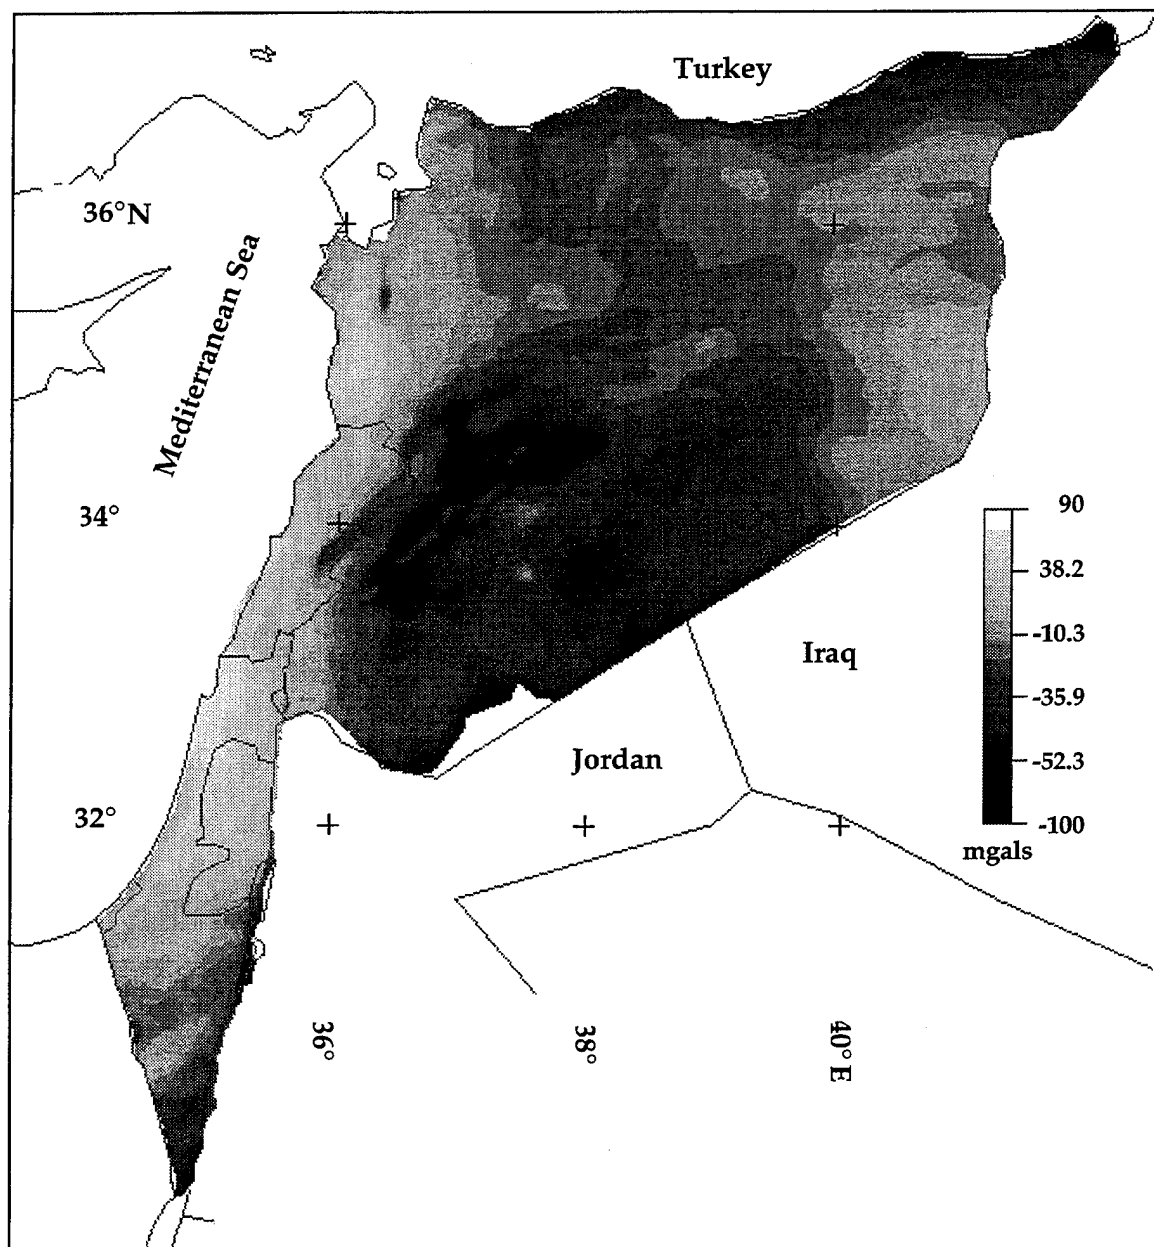 Turkey
36°N
Mediterranean Sea
34°
90
38.2
-10.3
Iraq
-35.9
Jordan
-52.3
32°
-100
mgals
36°
38°
40° E